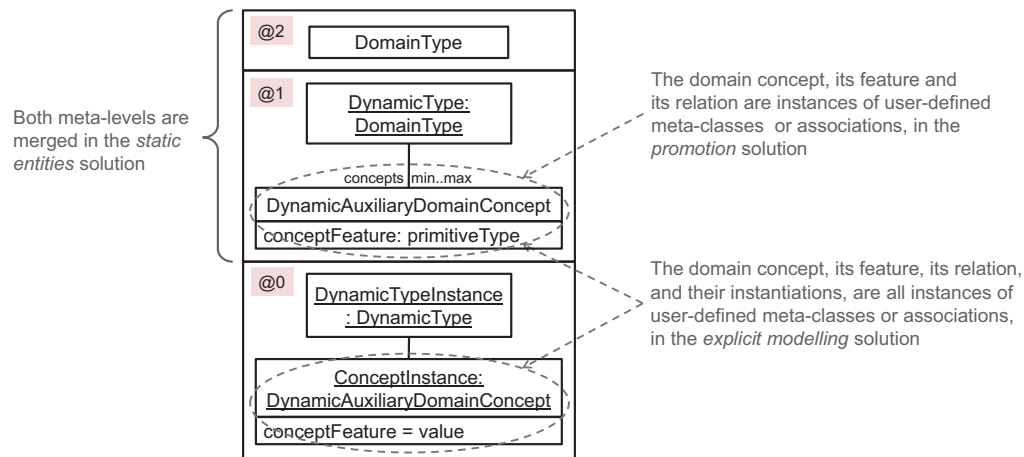 @2
DomainType
@1
DynamicType:
DomainType
concepts min..max
DynamicAuxiliaryDomainConcept
conceptFeature: primitiveType
@0
DynamicTypeInstance
: DynamicType
ConceptInstance:
DynamicAuxiliaryDomainConcept
conceptFeature = value
Both meta-levels are
merged in the static
entities solution
The domain concept, its feature and
its relation are instances of user-defined
meta-classes or associations, in the
promotion solution
The domain concept, its feature, its relation,
and their instantiations, are all instances of
user-defined meta-classes or associations,
in the explicit modelling solution